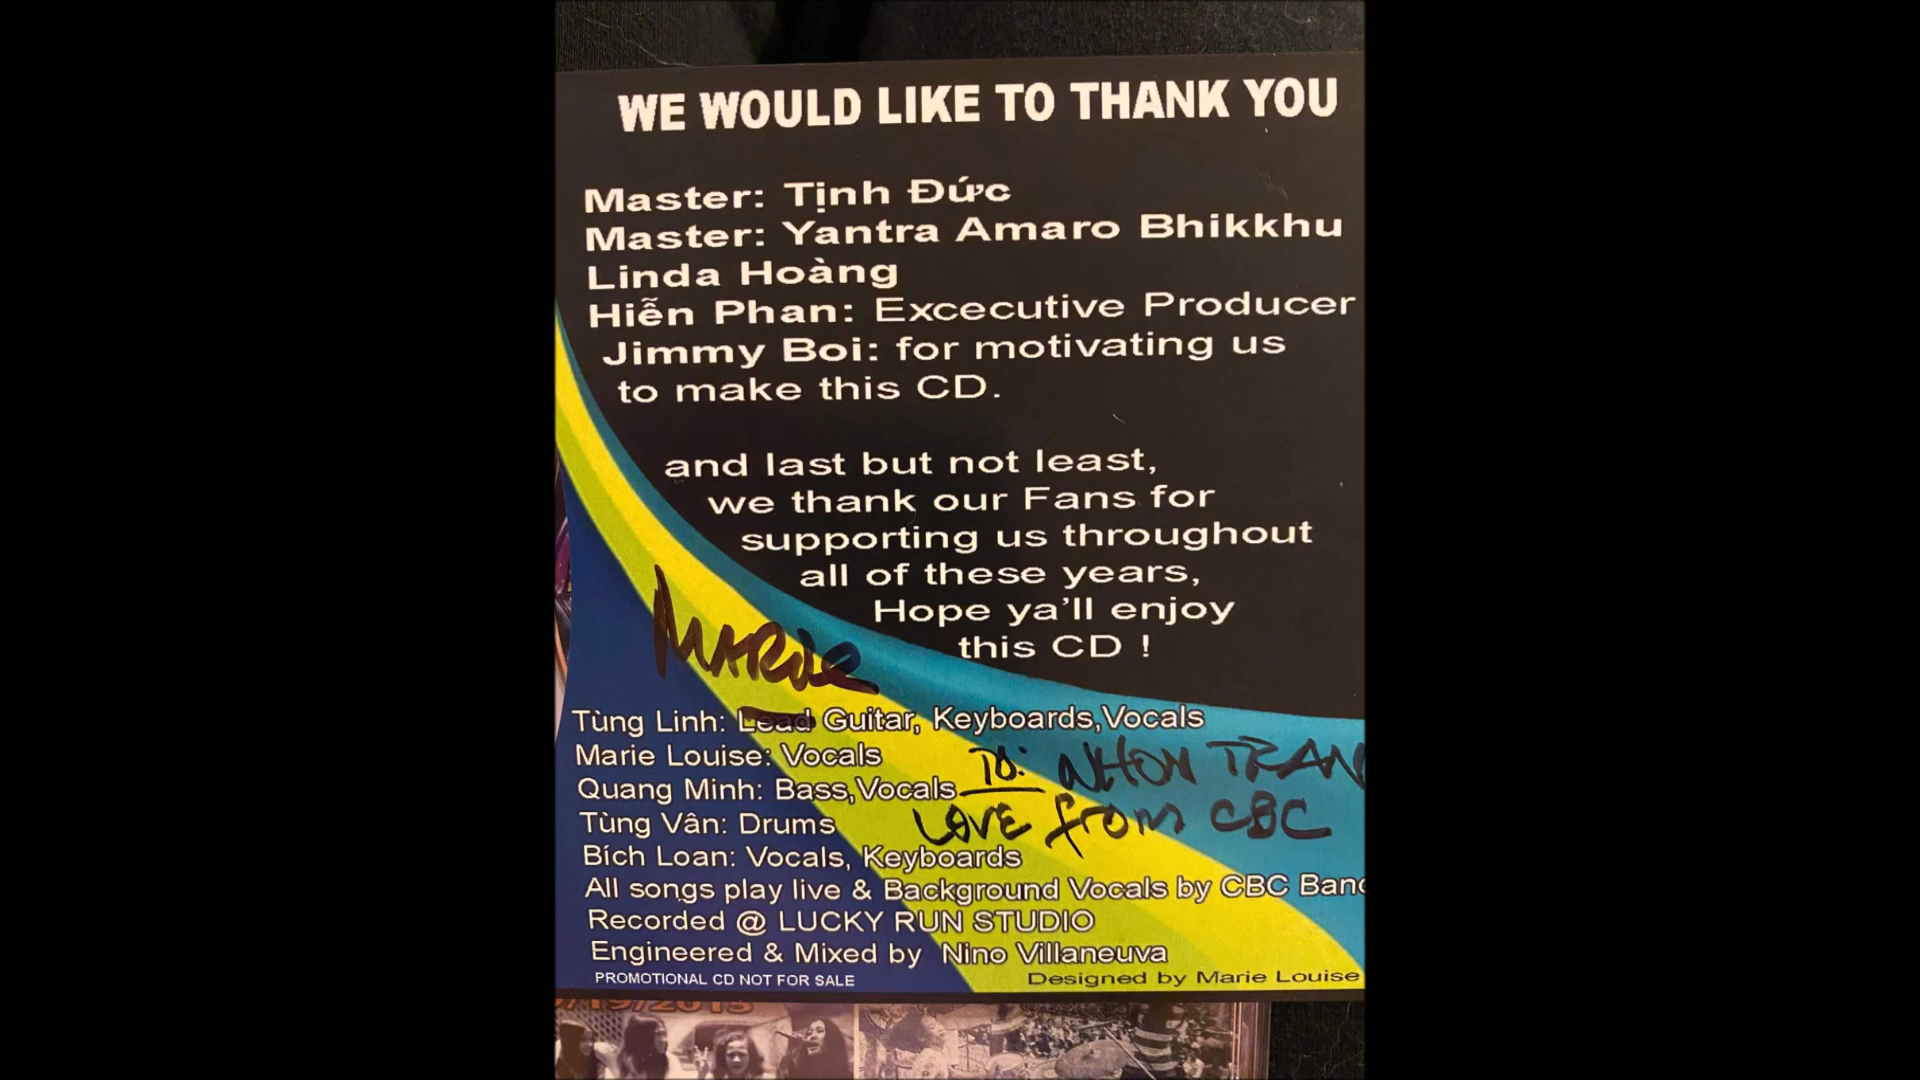 WE WOULD LIKE TO THANK YOU
Master: Tịnh Đức
Master: Yantra Amaro Bhikkhu
Linda Hoàng
Hiễn Phan: Excecutive Producer
Jimmy Boi: for motivating us
to make this CD.
and last but not least,
we thank our Fans for
supporting us throughout
all of these years,
Hope ya'll enjoy
this CD !
MARIE
Tùng Linh: Lead Guitar, Keyboards,Vocals
Marie Louise: Vocals
TO: NHON TRAN
Quang Minh: Bass,Vocals
LOVE from CBC
Tùng Vân: Drums
Bích Loan: Vocals, Keyboards
All songs play live & Background Vocals by CBC Band
Recorded @ LUCKY RUN STUDIO
Engineered & Mixed by Nino Villaneuva
PROMOTIONAL CD NOT FOR SALE
Designed by Marie Louise